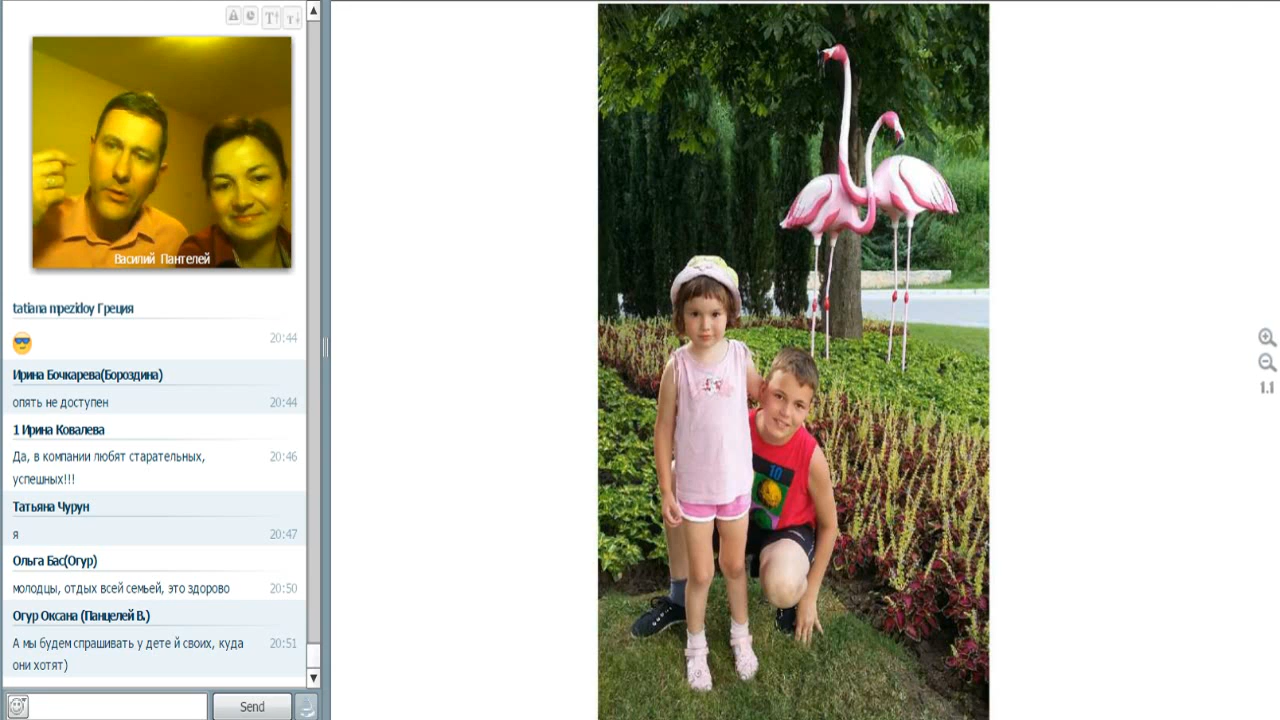 Василий Пантелей
tatiana mpezidoy Греция
20:44
Ирина Бочкарева(Бороздина)
опять не доступен 20:44
1 Ирина Ковалева
Да, в компании любят старательных, 20:46
успешных!!!
Татьяна Чурун
я 20:47
Ольга Бас(Огур)
молодцы, отдых всей семьей, это здорово 20:50
Огур Оксана (Панцелей В.)
А мы будем спрашивать у дете й своих, куда 20:51
они хотят)
Send
10
1.1